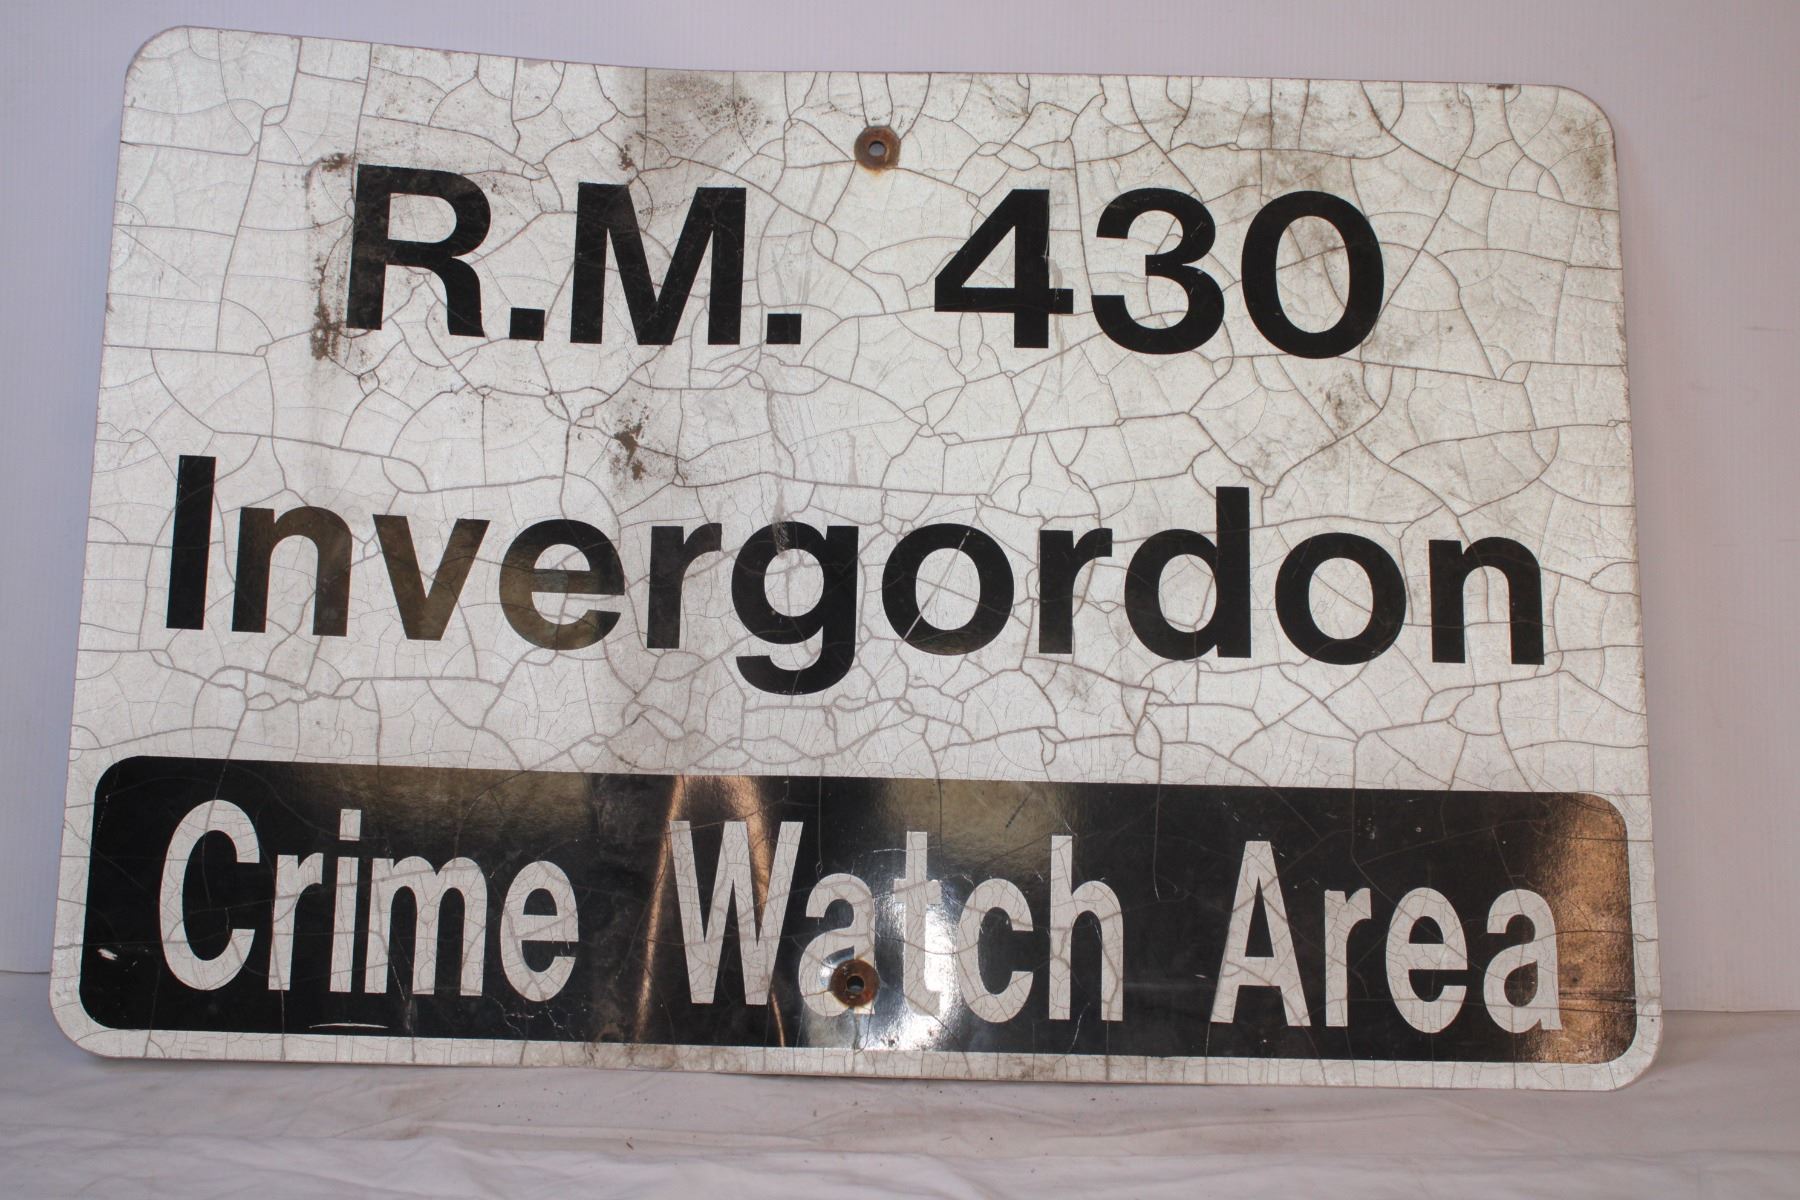 R.M. 430
Invergordon
Crime Watch Area